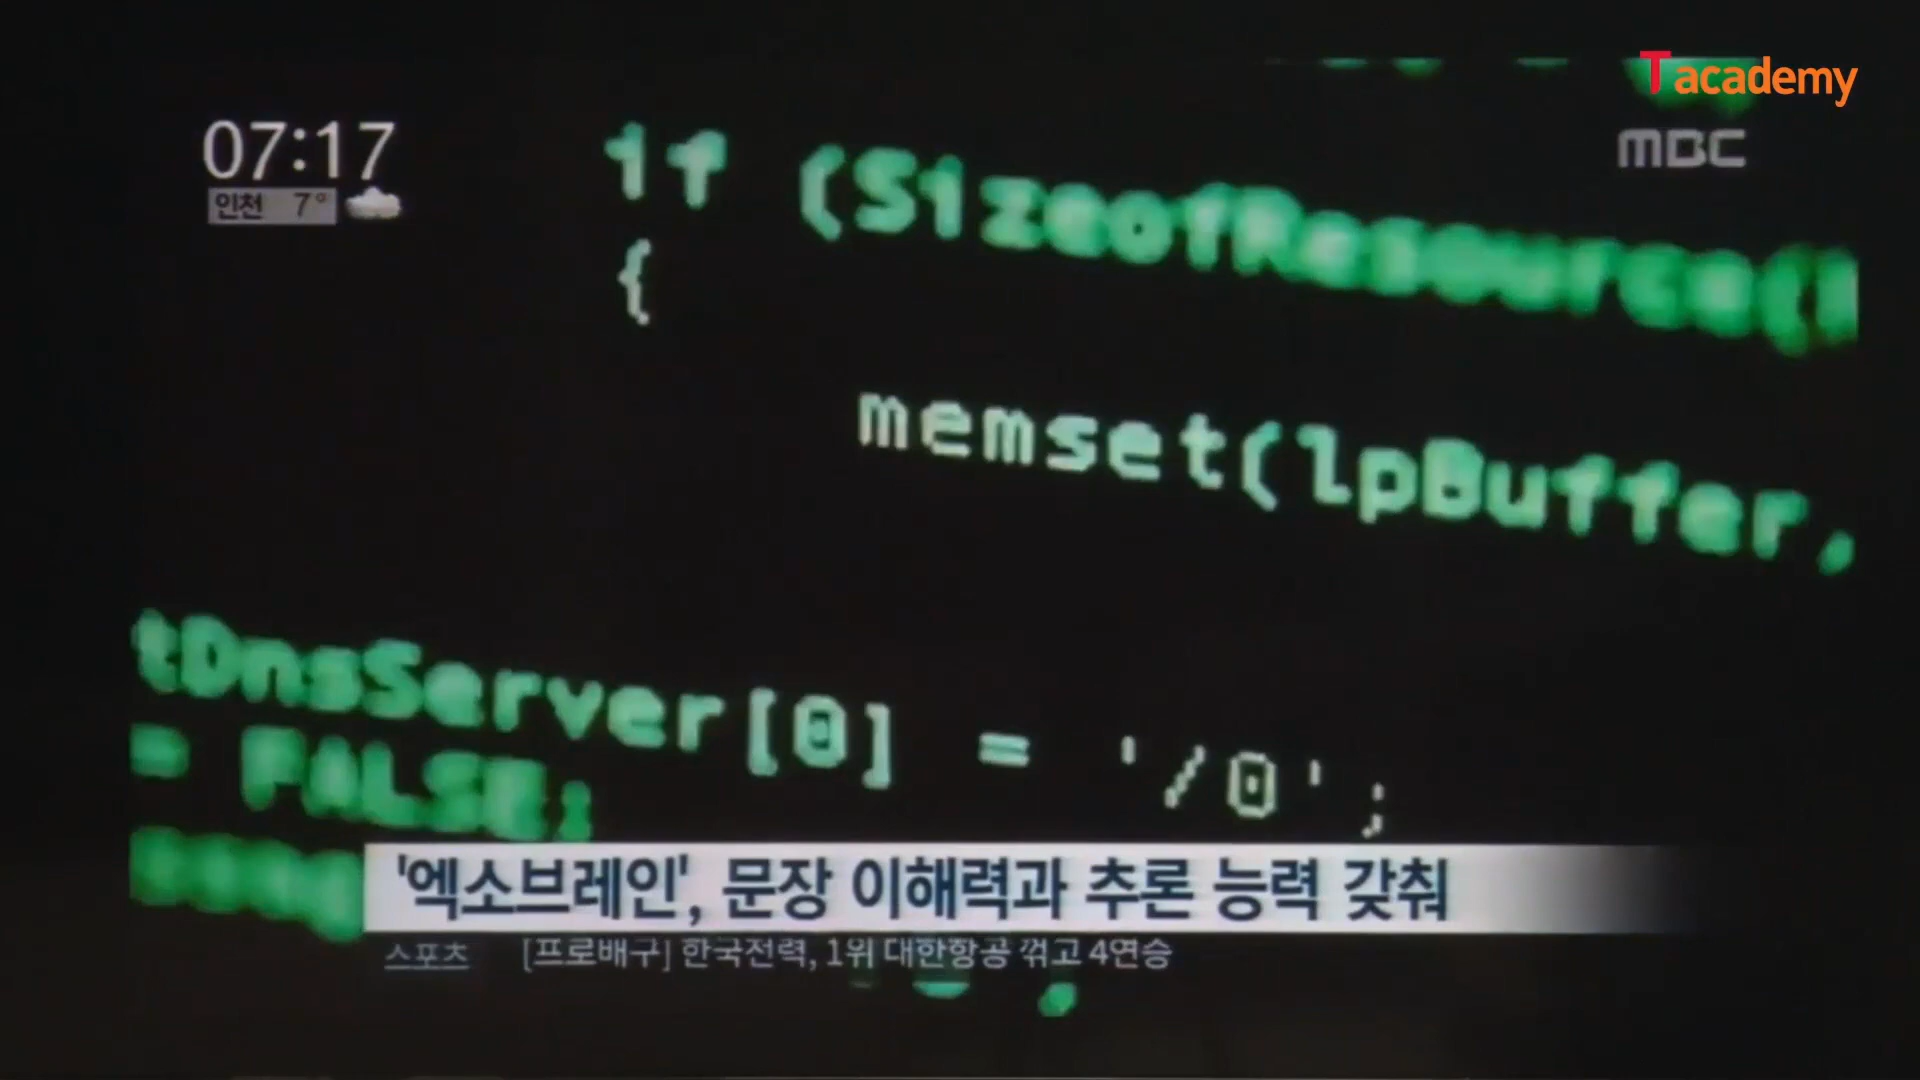 Tacademy
MBC
07:17
인천 7°
if (SizeofResource(
{
memset(lpBuffer,
tDnsServer[0] = '/0';
= FALSE;
'엑소브레인', 문장 이해력과 추론 능력 갖춰
스포츠 [프로배구] 한국전력, 1위 대한항공 꺾고 4연승